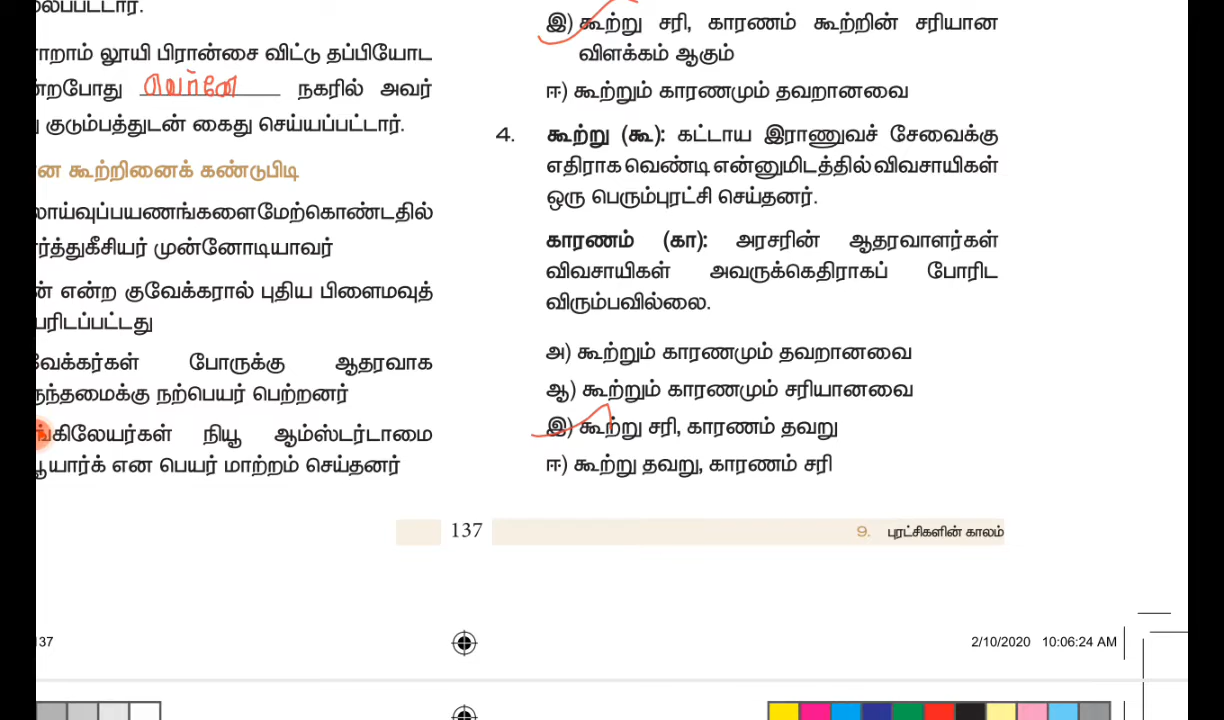 லைப்பட்டார்.
நாறாம் லூயி பிரான்சை விட்டு தப்பியோட
ன்றபோது வெர்னே நகரில் அவர்
து குடும்பத்துடன் கைது செய்யப்பட்டார்.
ன கூற்றினைக் கண்டுபிடி
லாய்வுப்பயணங்களைமேற்கொண்டதில்
ர்த்துகீசியர் முன்னோடியாவர்
ன் என்ற குவேக்கரால் புதிய பிளைமவுத்
பரிடப்பட்டது
வேக்கர்கள் போருக்கு ஆதரவாக
ந்தமைக்கு நற்பெயர் பெற்றனர்
ங்கிலேயர்கள் நியூ ஆம்ஸ்டர்டாமை
யூயார்க் என பெயர் மாற்றம் செய்தனர்
இ) கூற்று சரி, காரணம் கூற்றின் சரியான
விளக்கம் ஆகும்
ஈ) கூற்றும் காரணமும் தவறானவை
4. கூற்று (கூ): கட்டாய இராணுவச் சேவைக்கு
எதிராக வெண்டி என்னுமிடத்தில் விவசாயிகள்
ஒரு பெரும்புரட்சி செய்தனர்.
காரணம் (கா): அரசரின் ஆதரவாளர்கள்
விவசாயிகள் அவருக்கெதிராகப் போரிட
விரும்பவில்லை.
அ) கூற்றும் காரணமும் தவறானவை
ஆ) கூற்றும் காரணமும் சரியானவை
இ) கூற்று சரி, காரணம் தவறு
ஈ) கூற்று தவறு, காரணம் சரி
137
9. புரட்சிகளின் காலம்
137
2/10/2020 10:06:24 AM